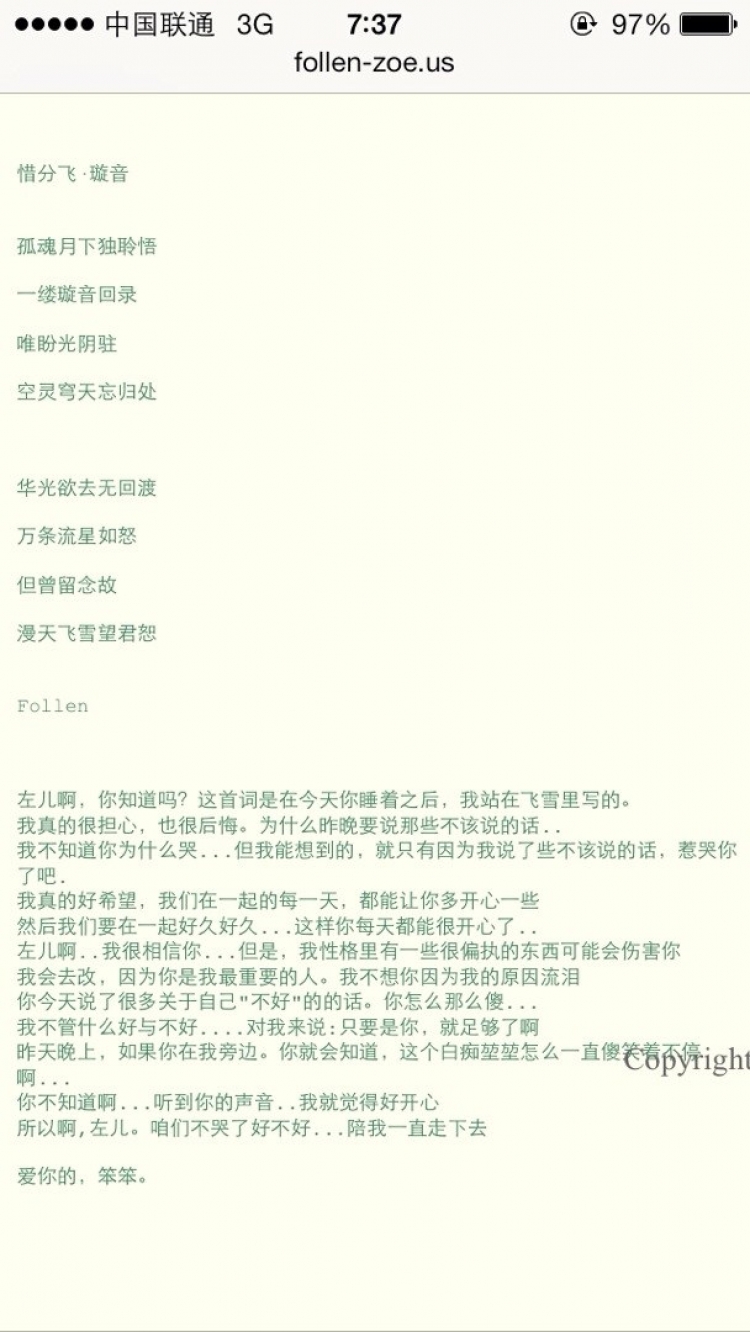 中国联通 3G 7:37 97%
follen-zoe.us
惜分飞·璇音
孤魂月下独聆悟
一缕璇音回录
唯盼光阴驻
空灵穹天忘归处
华光欲去无回渡
万条流星如怒
但曾留念故
漫天飞雪望君恕
Follen
左儿啊，你知道吗？这首词是在今天你睡着之后，我站在飞雪里写的。
我真的很担心，也很后悔。为什么昨晚要说那些不该说的话..
我不知道你为什么哭...但我能想到的，就只有因为我说了些不该说的话，惹哭你
了吧.
我真的好希望，我们在一起的每一天，都能让你多开心一些
然后我们要在一起好久好久...这样你每天都能很开心了..
左儿啊..我很相信你...但是，我性格里有一些很偏执的东西可能会伤害你
我会去改，因为你是我最重要的人。我不想你因为我的原因流泪
你今天说了很多关于自己"不好"的的话。你怎么那么傻...
我不管什么好与不好....对我来说:只要是你，就足够了啊
昨天晚上，如果你在我旁边。你就会知道，这个白痴堃堃怎么一直傻笑着不停
啊...
Copyright
你不知道啊...听到你的声音..我就觉得好开心
所以啊,左儿。咱们不哭了好不好...陪我一直走下去
爱你的，笨笨。